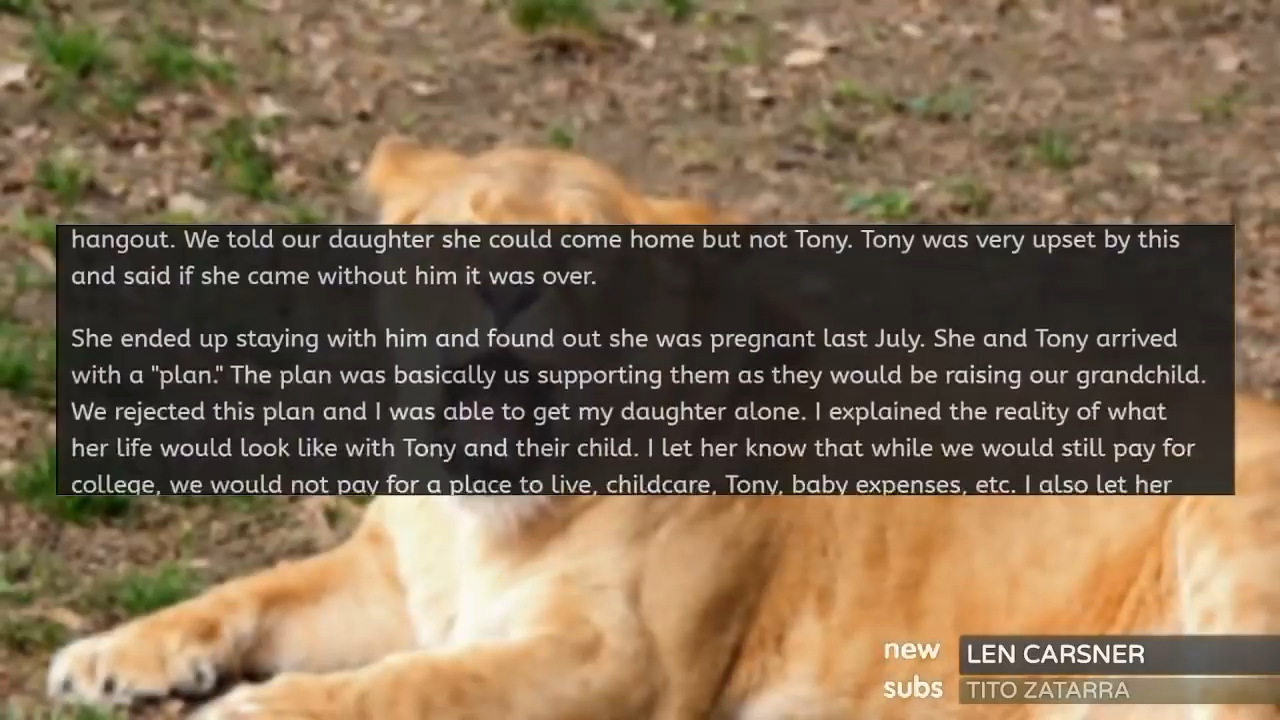 hangout. We told our daughter she could come home but not Tony. Tony was very upset by this
and said if she came without him it was over.
She ended up staying with him and found out she was pregnant last July. She and Tony arrived
with a "plan." The plan was basically us supporting them as they would be raising our grandchild.
We rejected this plan and I was able to get my daughter alone. I explained the reality of what
her life would look like with Tony and their child. I let her know that while we would still pay for
college, we would not pay for a place to live, childcare, Tony, baby expenses, etc. I also let her
new LEN CARSNER
subs TITO ZATARRA